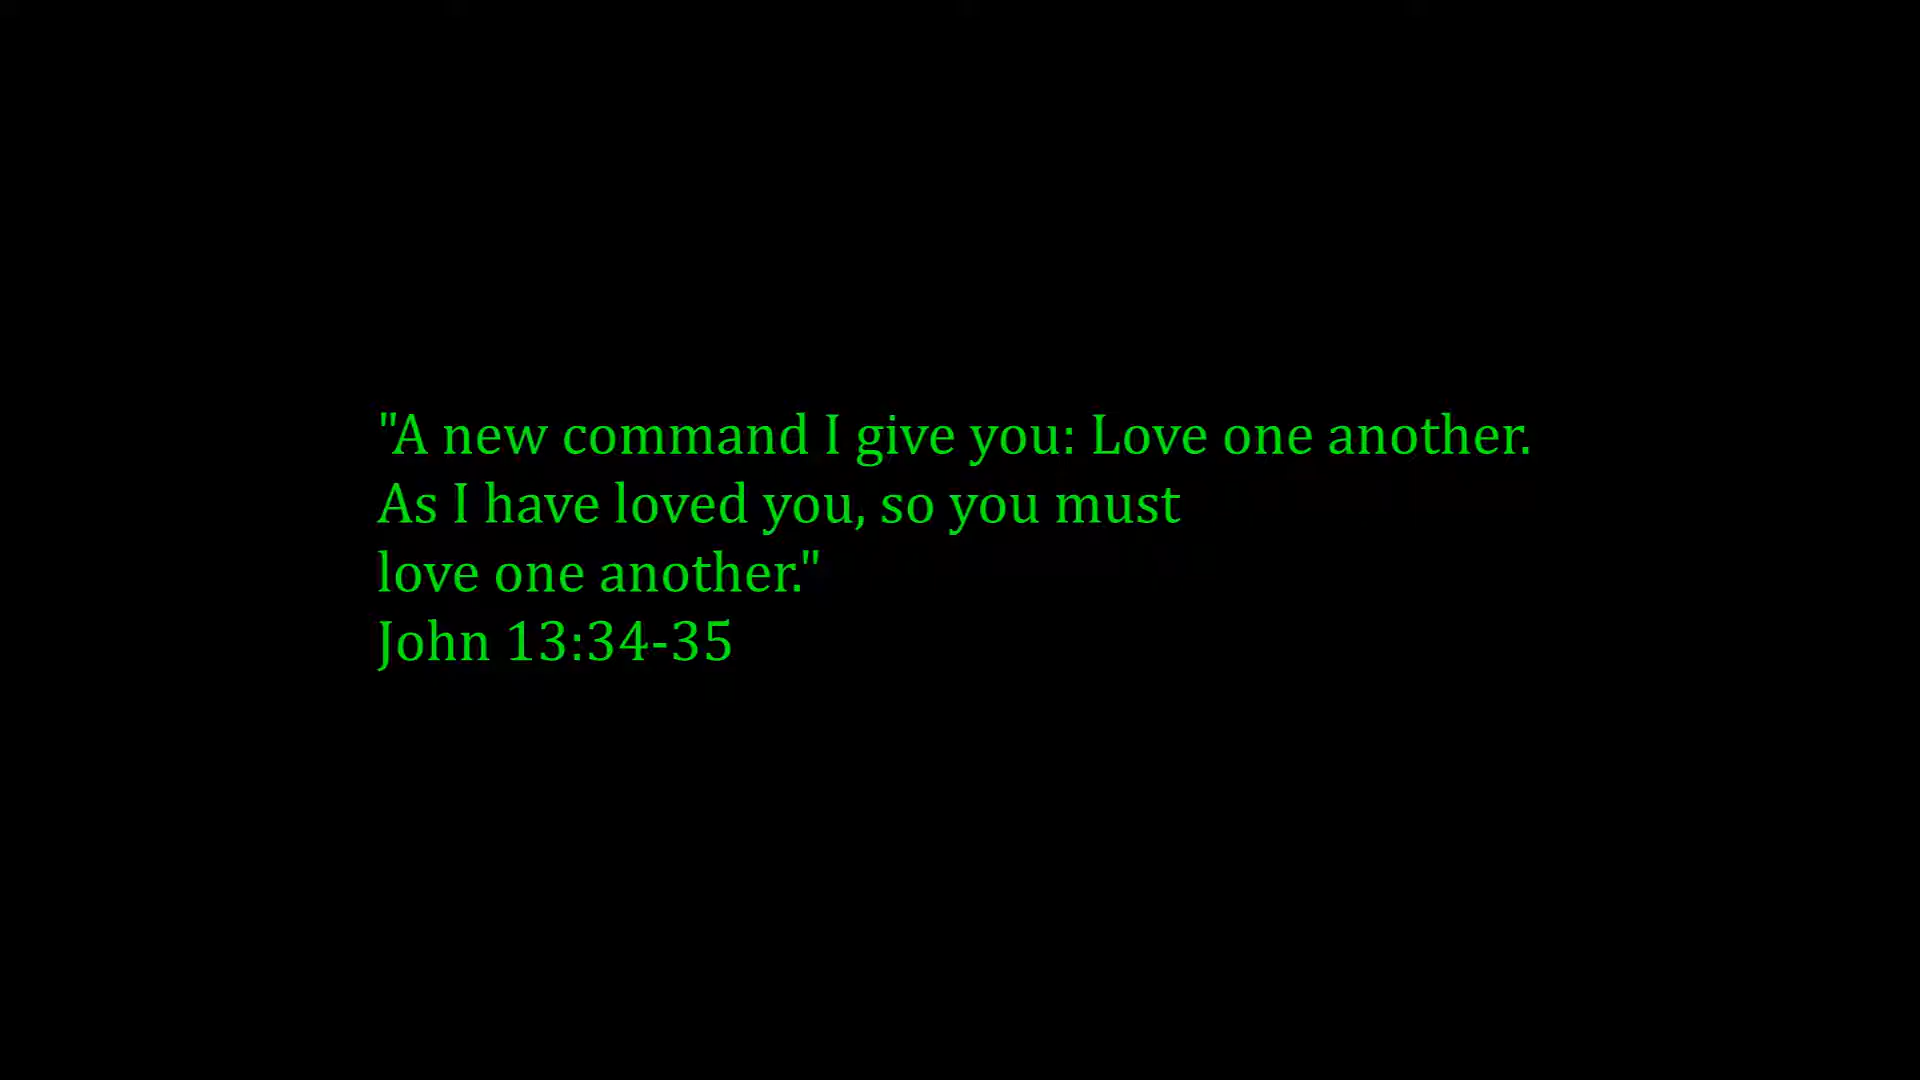 "A new command I give you: Love one another.
As I have loved you, so you must
love one another."
John 13:34-35